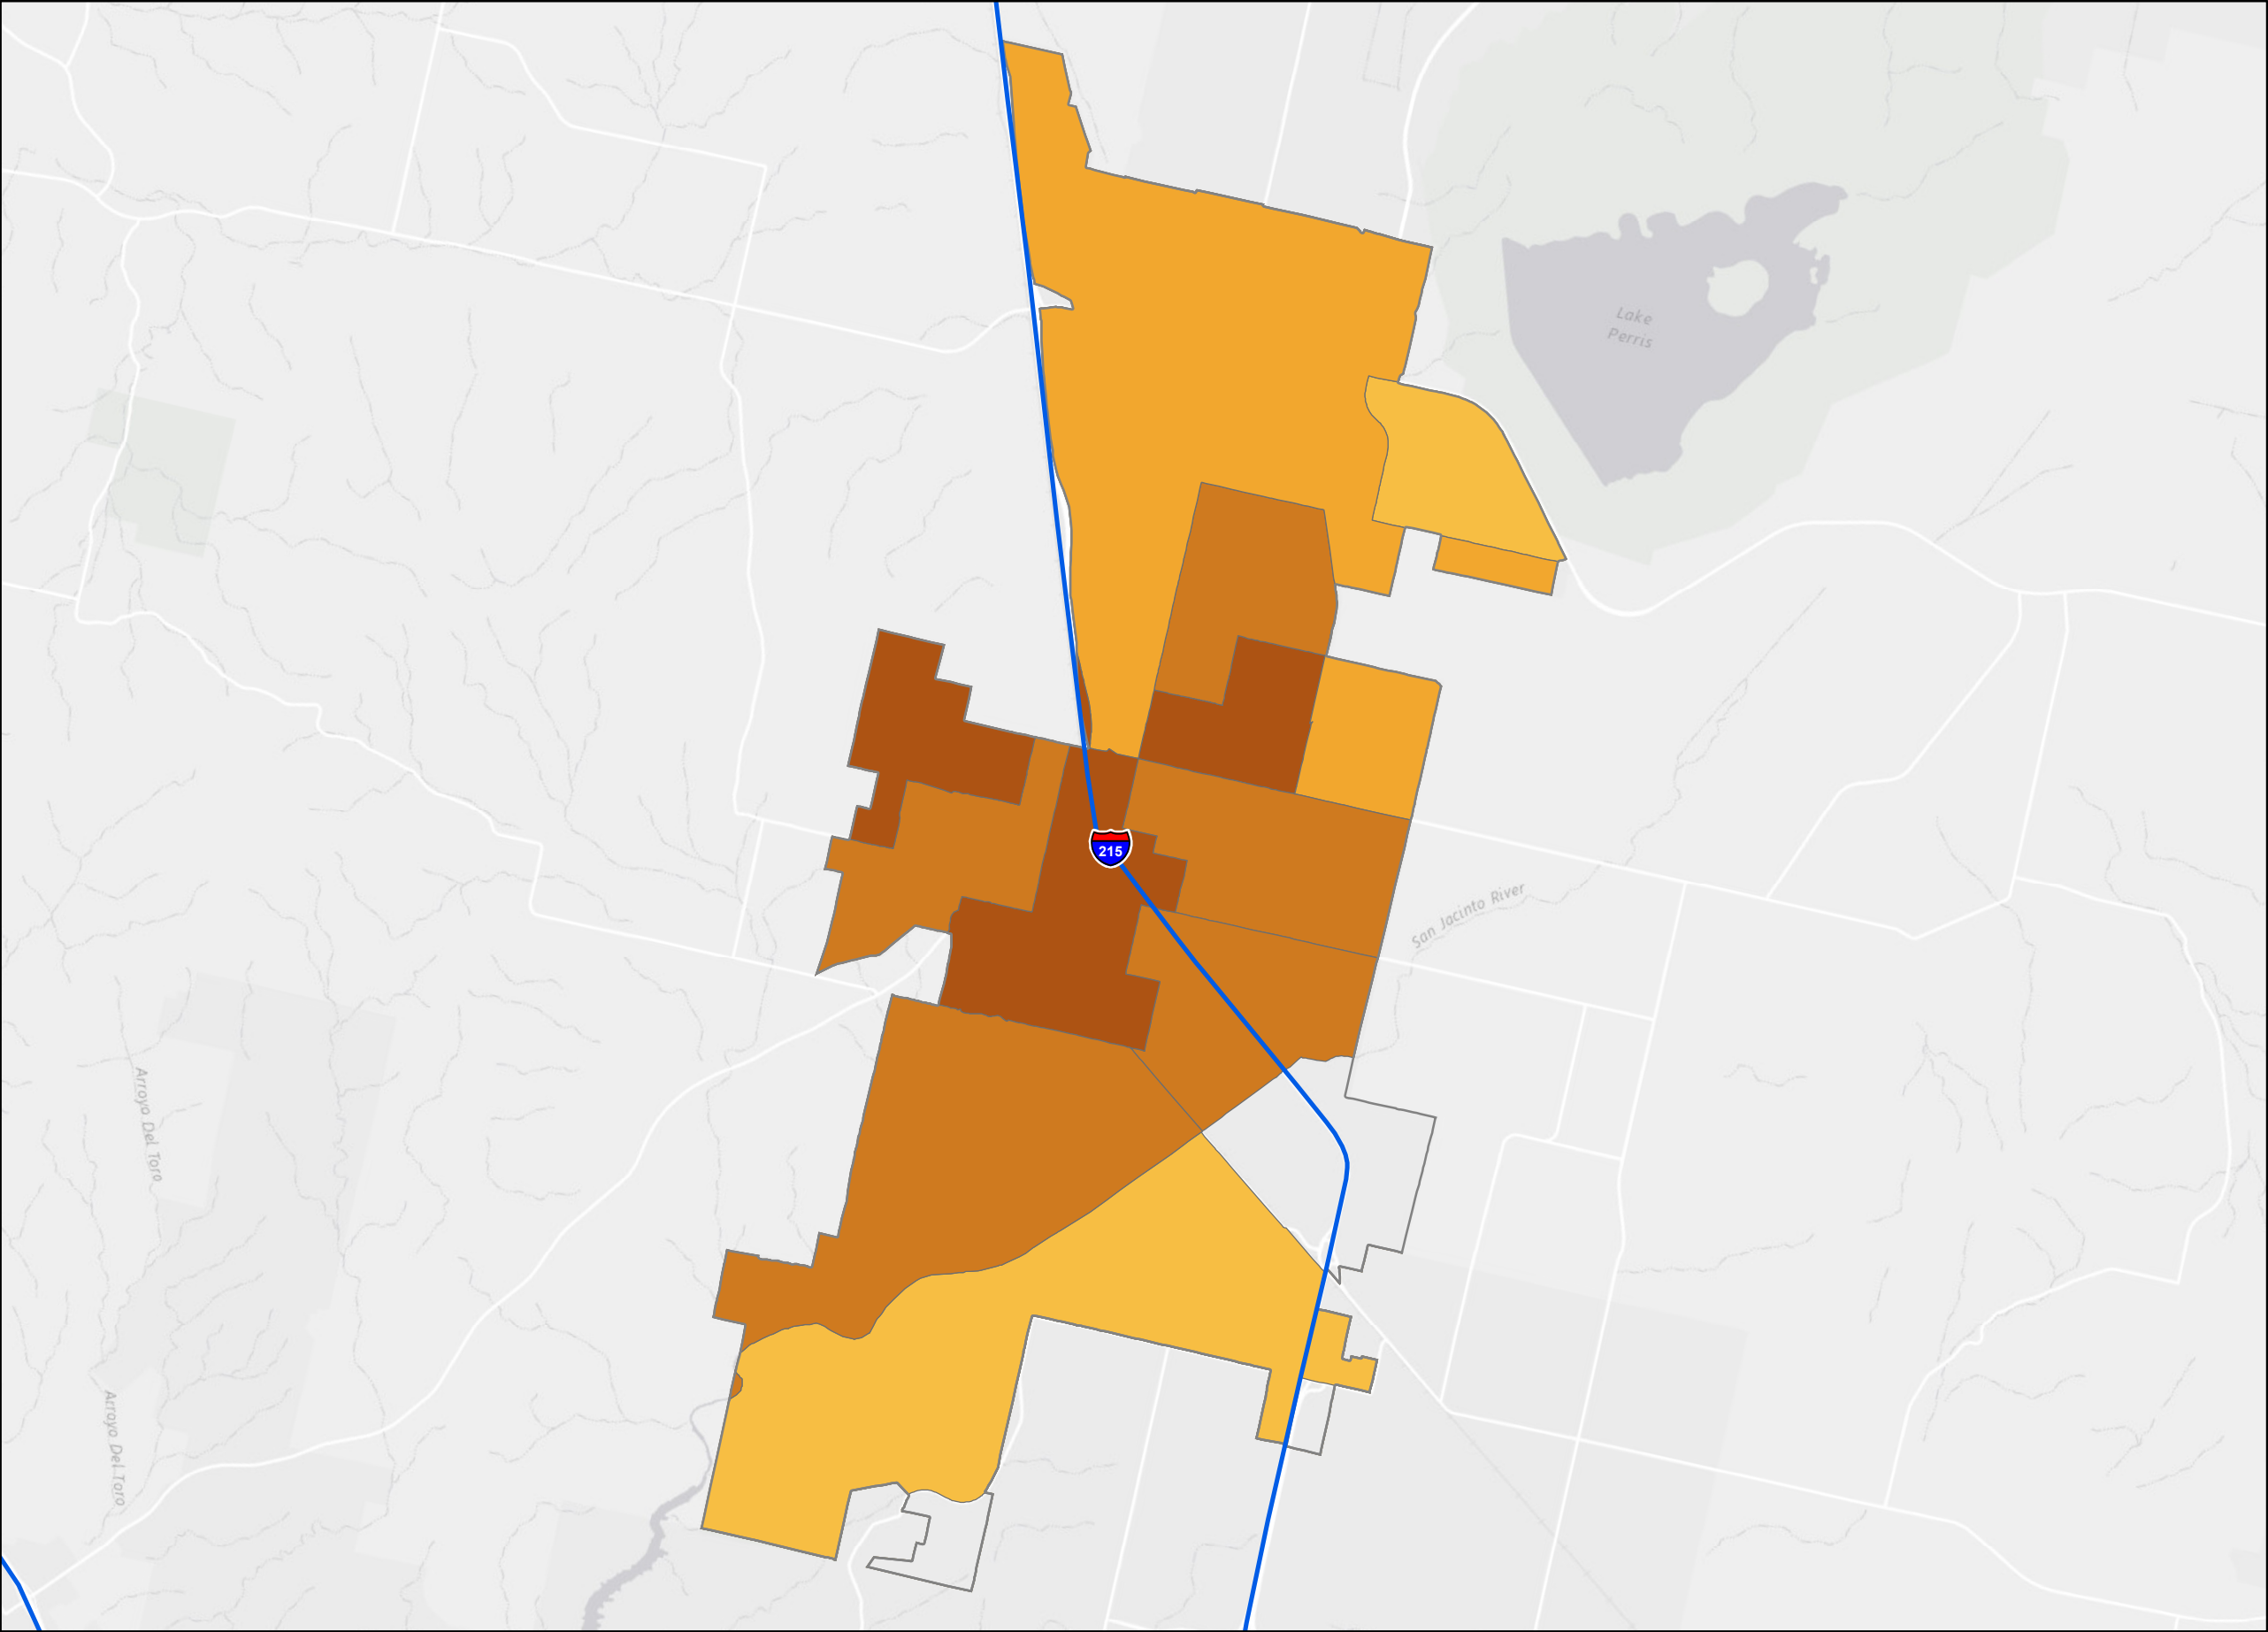 Lake
Perris
215
San Jacinto River
Arroyo Del Toro
Arroyo Del Toro